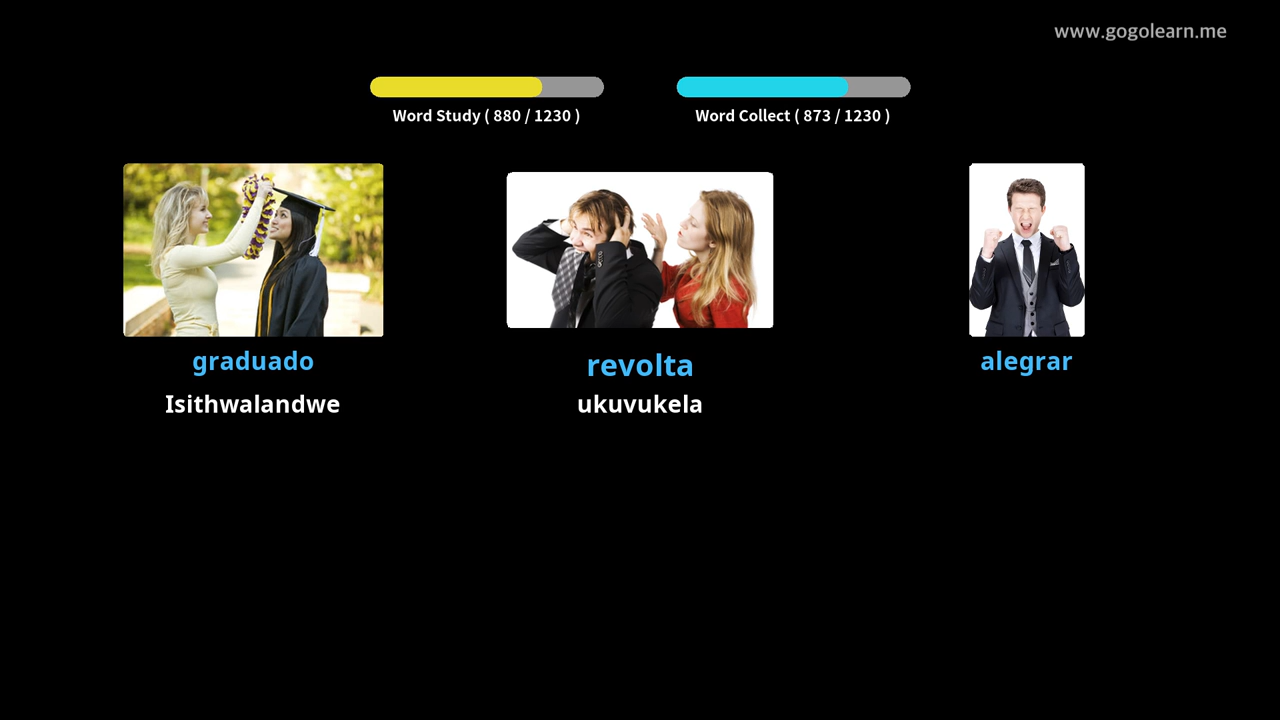 www.gogolearn.me
Word Study ( 880 / 1230 )
Word Collect ( 873 / 1230 )
graduado
Isithwalandwe
revolta
ukuvukela
alegrar